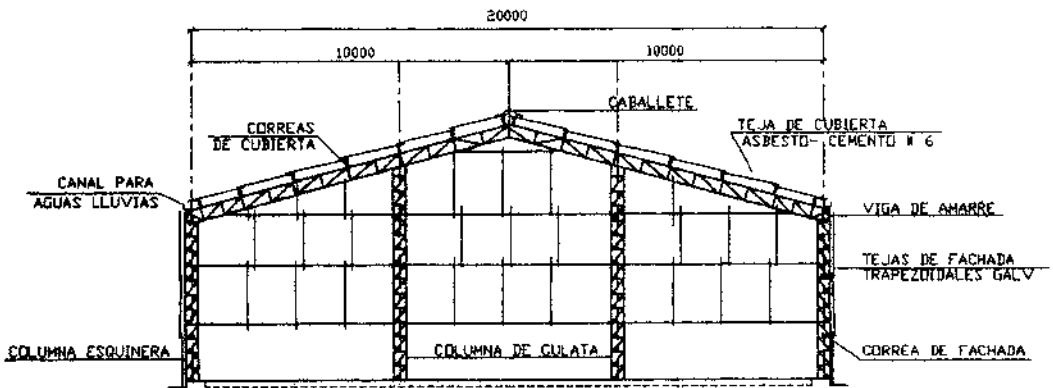 20000
10000
10000
CABALLETE
CORREAS
DE CUBIERTA
TEJA DE CUBIERTA
ASBESTO- CEMENTO # 6
CANAL PARA
AGUAS LLUVIAS
VIGA DE AMARRE
TEJAS DE FACHADA
TRAPEZOIDALES GALV
COLUMNA ESQUINERA
COLUMNA DE CULATA
CORREA DE FACHADA